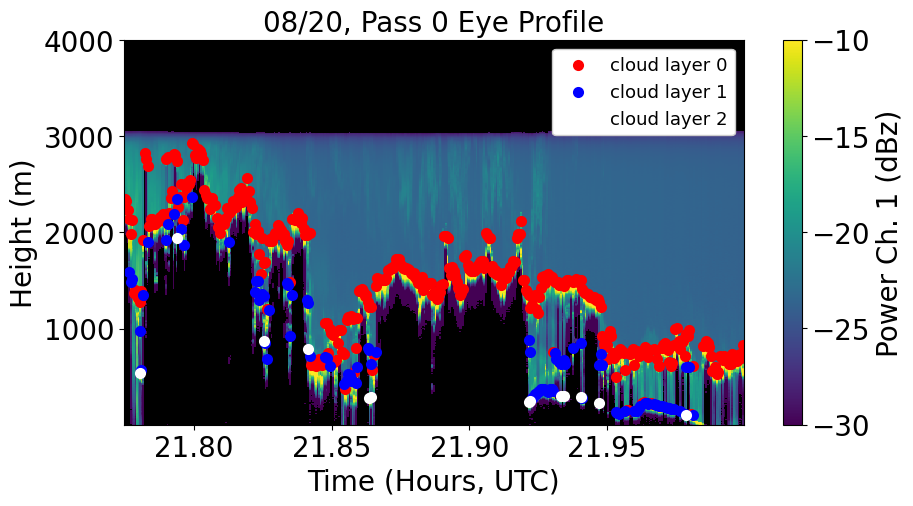 08/20, Pass 0 Eye Profile
4000
3000
2000
1000
Height (m)
cloud layer 0
cloud layer 1
cloud layer 2
21.80
21.85
21.90
21.95
Time (Hours, UTC)
−10
−15
−20
−25
−30
Power Ch. 1 (dBz)